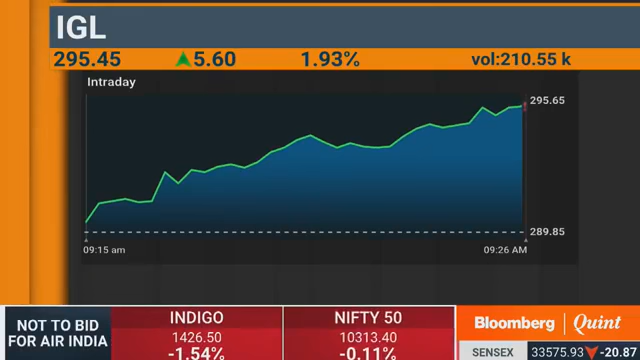 IGL
295.45 ▲5.60 1.93% vol:210.55 k
Intraday
295.65
289.85
09:15 am 09:26 AM
NOT TO BID
FOR AIR INDIA
INDIGO
1426.50
-1.54%
NIFTY 50
10313.40
-0.11%
Bloomberg | Quint
SENSEX 33575.93 ▼-20.87